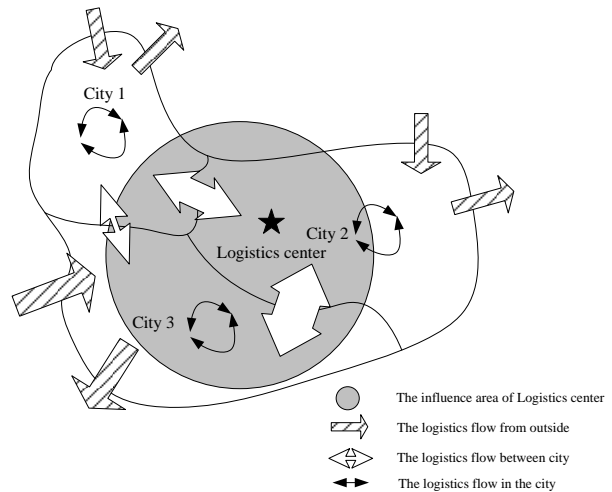 City 1
City 2
Logistics center
City 3
The influence area of Logistics center
The logistics flow from outside
The logistics flow between city
The logistics flow in the city